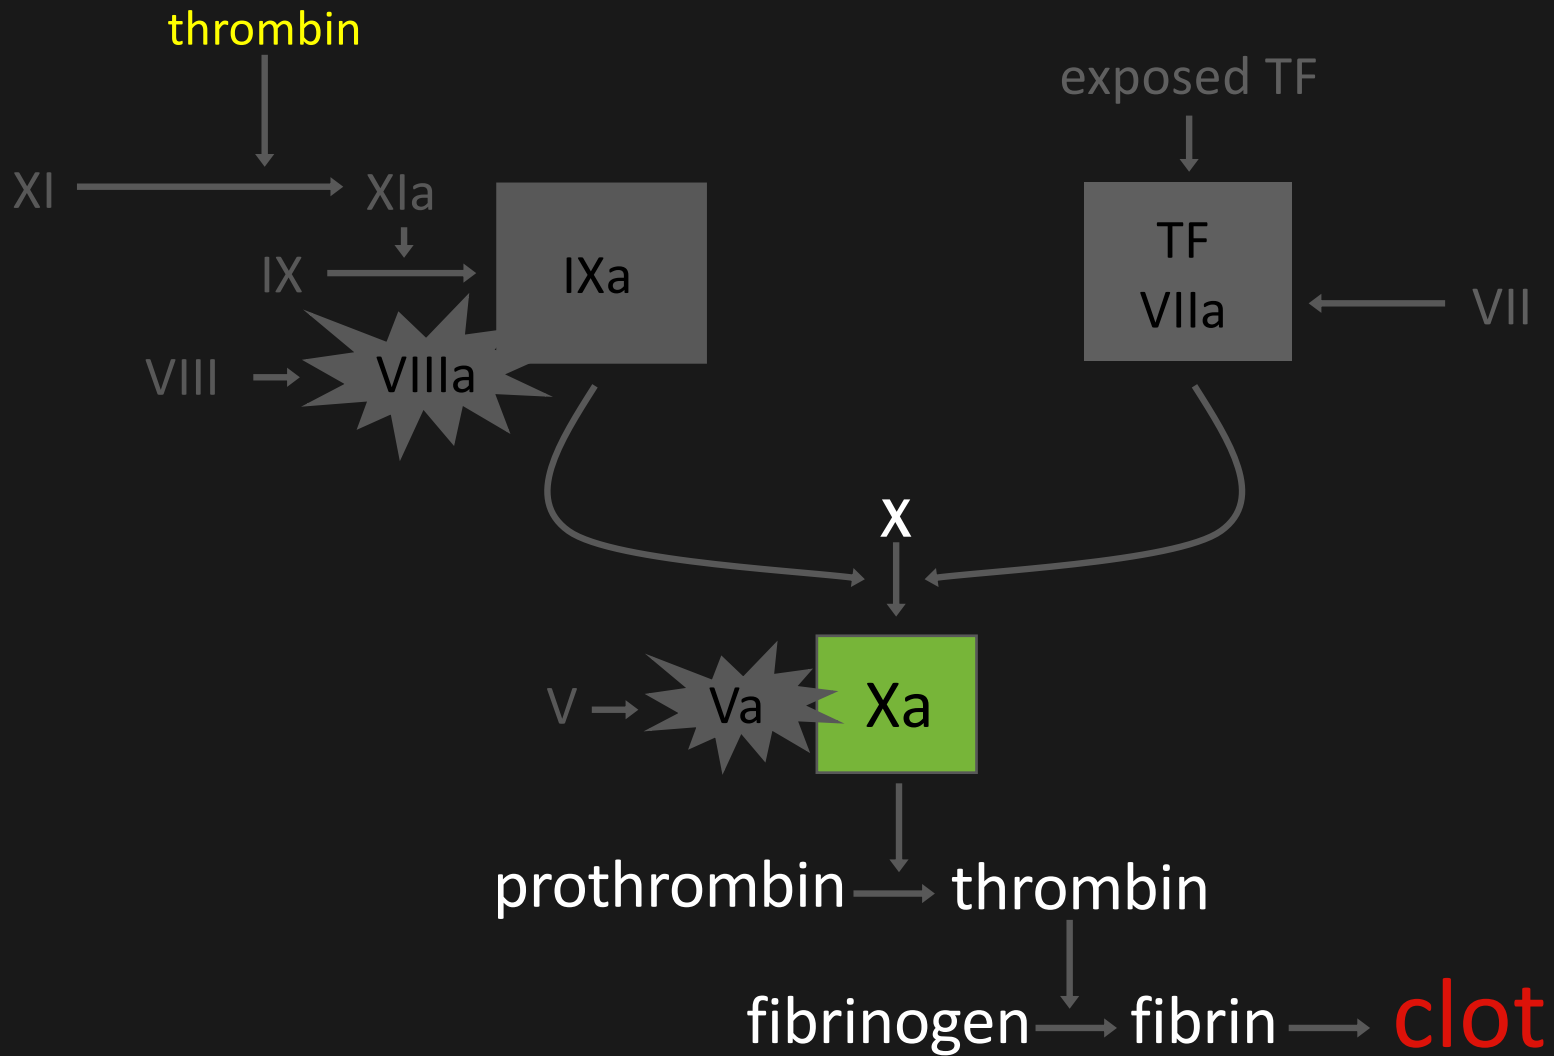 thrombin
exposed TF
XI
XIa
IX
IXa
TF
VIIa
VII
VIII
VIIIa
X
V
Va
Xa
prothrombin
thrombin
fibrinogen
fibrin
clot